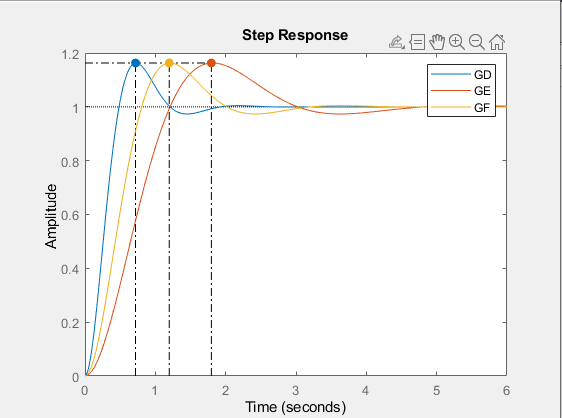 Step Response
1.2
1
0.8
0.6
0.4
0.2
0
Amplitude
GD
GE
GF
0 1 2 3 4 5 6
Time (seconds)